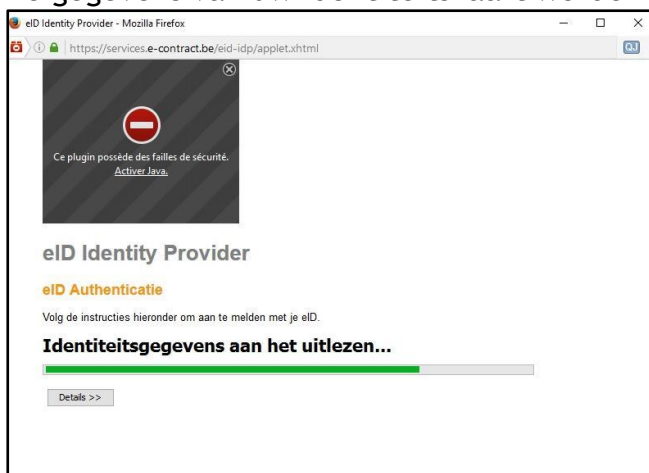 eID Identity Provider - Mozilla Firefox
https://services.e-contract.be/eid-idp/applet.xhtml
Ce plugin possède des failles de sécurité.
Activer Java.
eID Identity Provider
eID Authenticatie
Volg de instructies hieronder om aan te melden met je eID.
Identiteitsgegevens aan het uitlezen...
Details >>